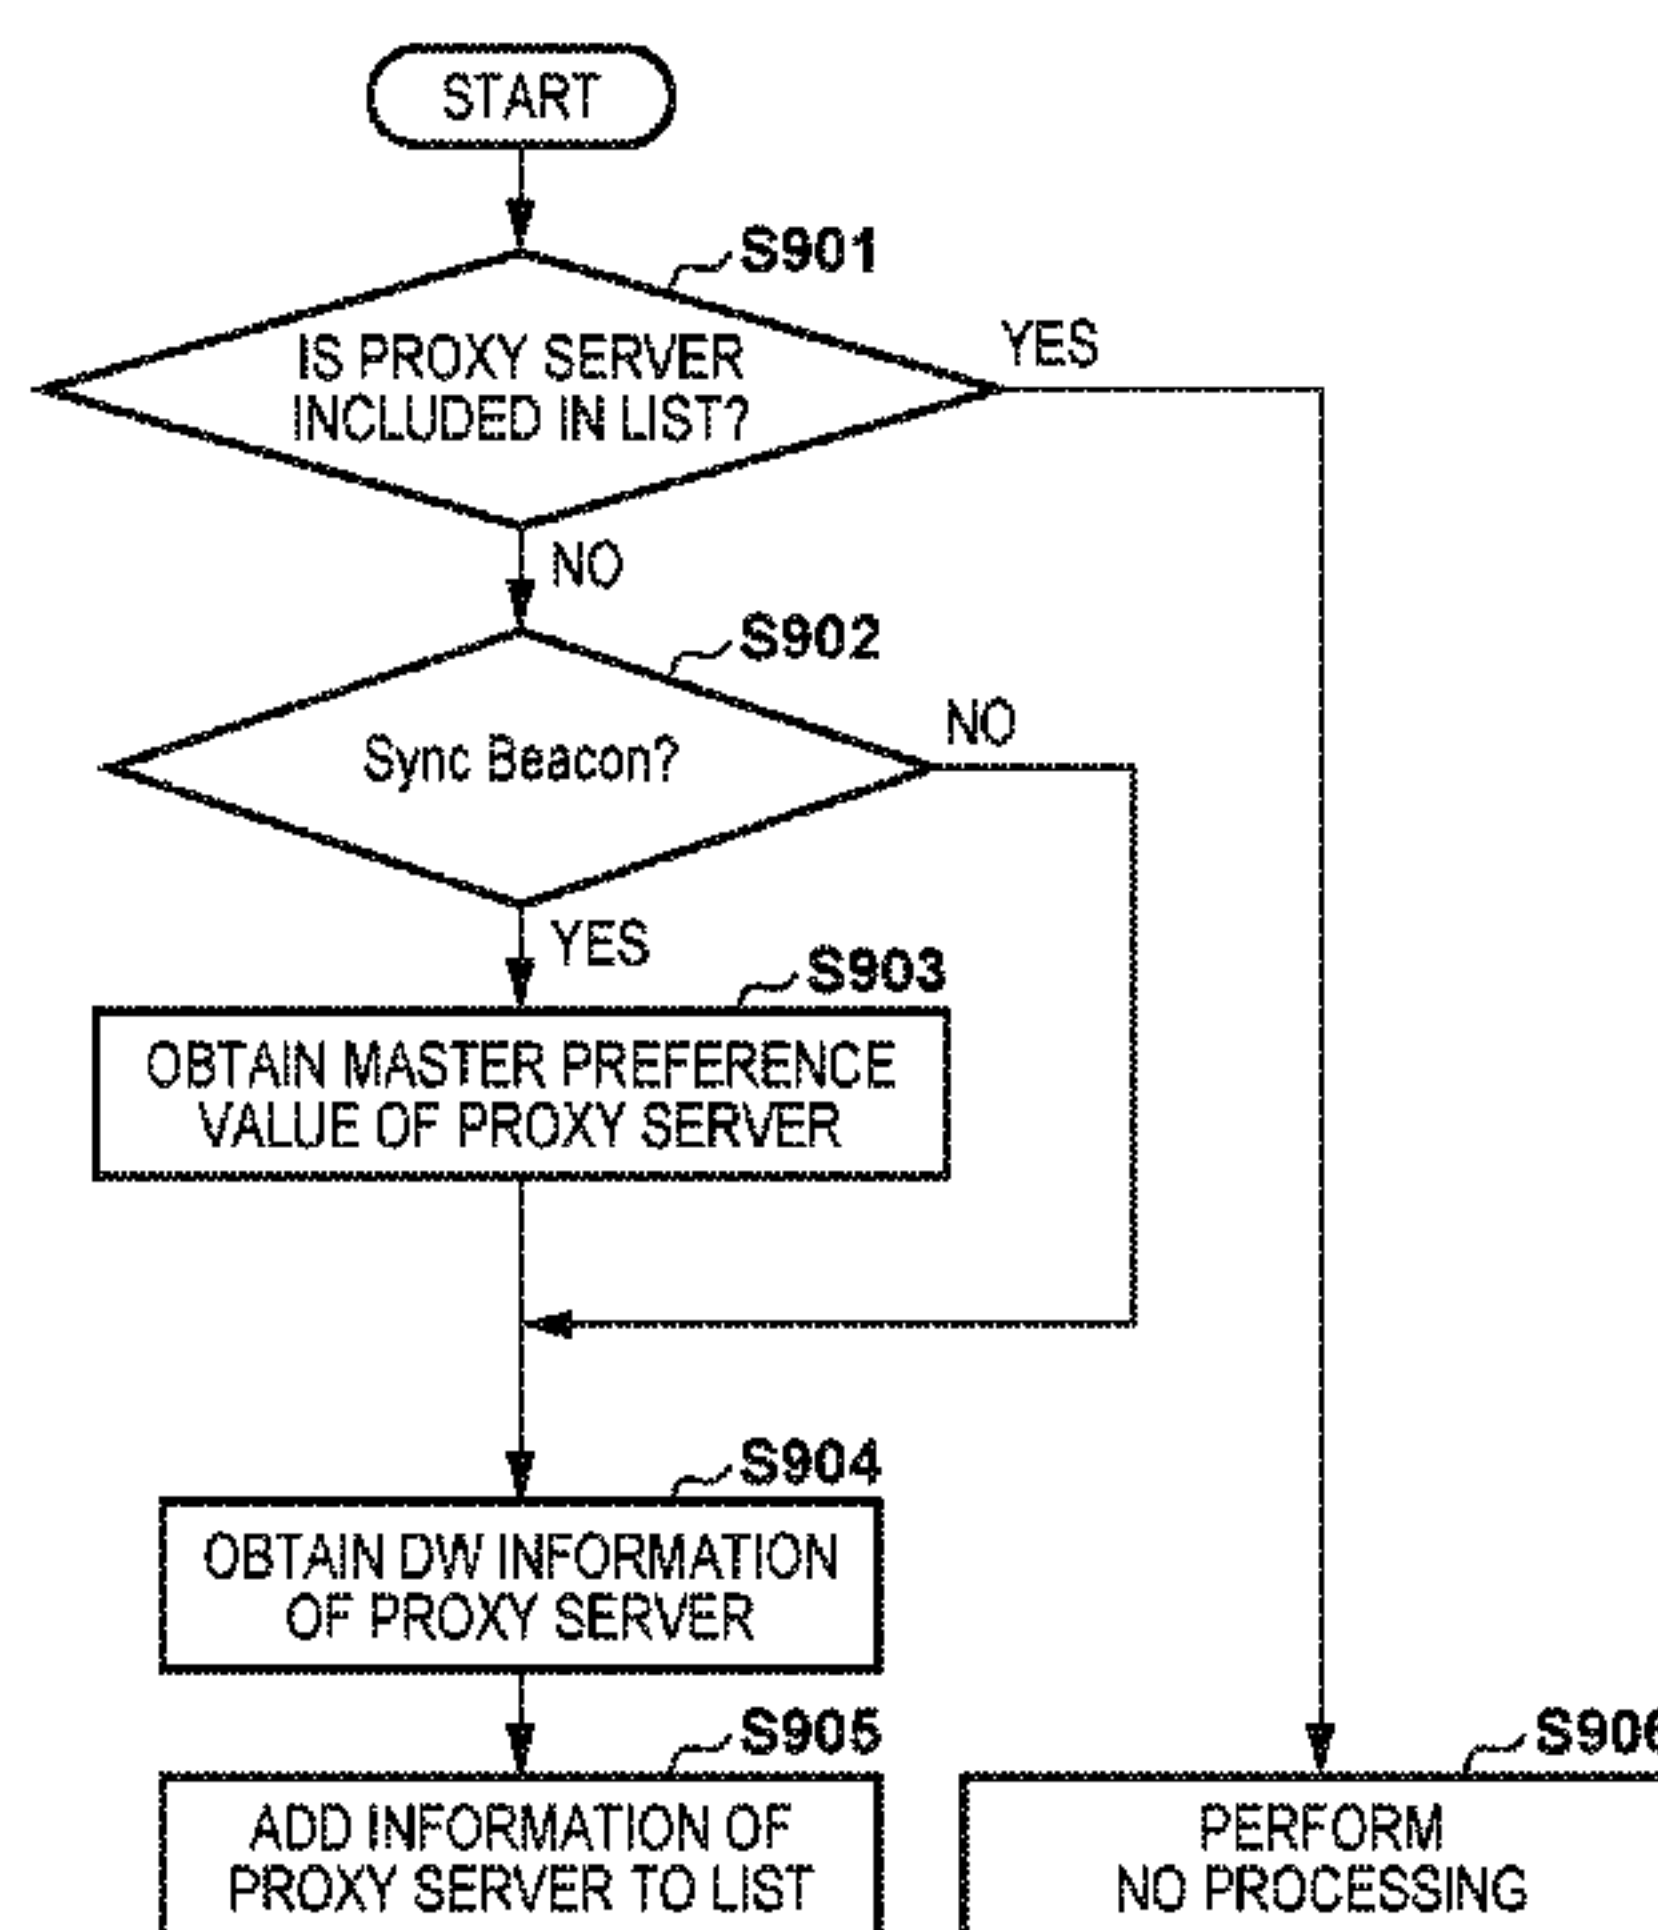 START
S901
IS PROXY SERVER
INCLUDED IN LIST?
YES
NO
S902
Sync Beacon?
NO
YES
S903
OBTAIN MASTER PREFERENCE
VALUE OF PROXY SERVER
S904
OBTAIN DW INFORMATION
OF PROXY SERVER
S905
ADD INFORMATION OF
PROXY SERVER TO LIST
S906
PERFORM
NO PROCESSING